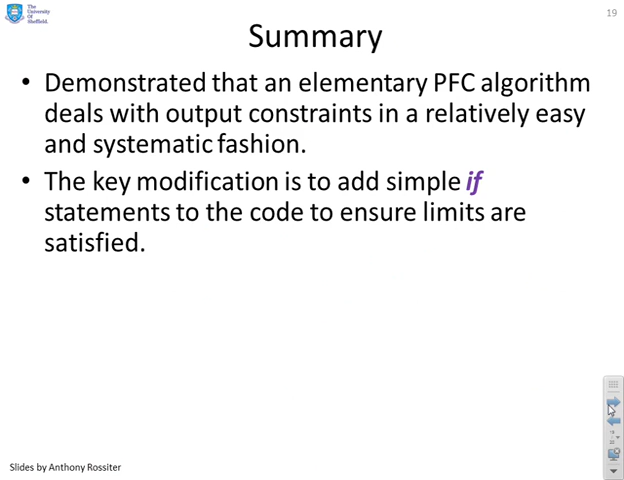 The
University
Of
Sheffield.
19
Summary
• Demonstrated that an elementary PFC algorithm
deals with output constraints in a relatively easy
and systematic fashion.
• The key modification is to add simple if
statements to the code to ensure limits are
satisfied.
Slides by Anthony Rossiter